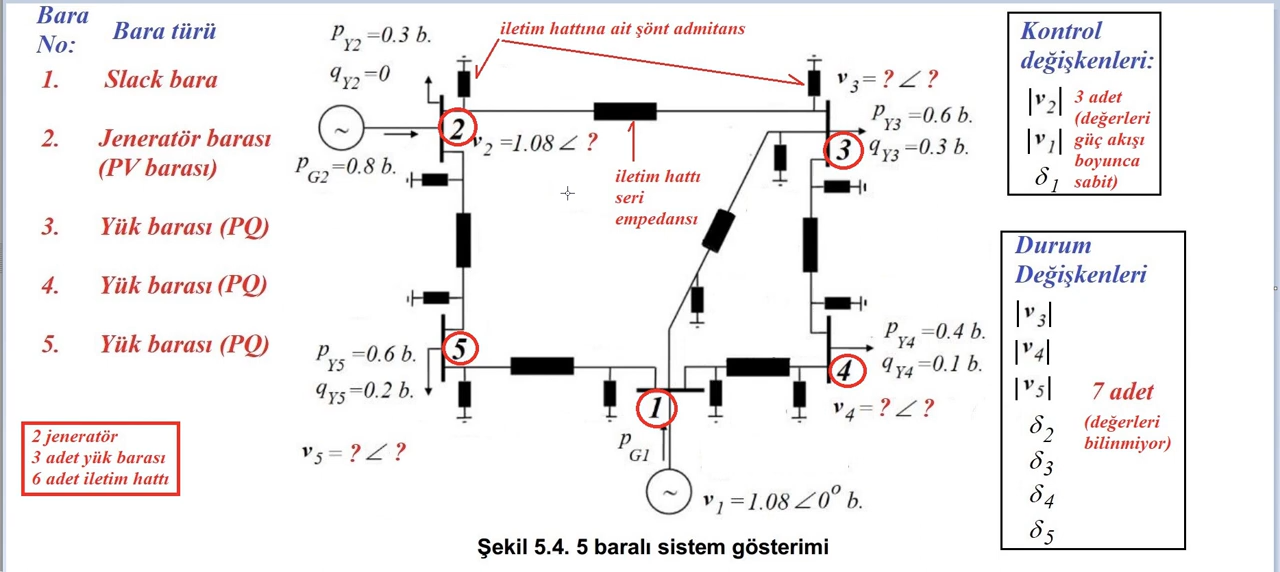 Bara No:
Bara türü
1. Slack bara
2. Jeneratör barası (PV barası)
3. Yük barası (PQ)
4. Yük barası (PQ)
5. Yük barası (PQ)
2 jeneratör
3 adet yük barası
6 adet iletim hattı
iletim hattına ait şönt admitans
p_Y2 =0.3 b.
q_Y2 =0
~
p_G2 =0.8 b.
2
v_2 =1.08 ∠ ?
iletim hattı
seri
empedansı
v_3 = ? ∠ ?
p_Y3 =0.6 b.
q_Y3 =0.3 b.
3
p_Y4 =0.4 b.
q_Y4 =0.1 b.
4
v_4 = ? ∠ ?
p_Y5 =0.6 b.
q_Y5 =0.2 b.
5
v_5 = ? ∠ ?
1
p_G1
~
v_1 =1.08 ∠0° b.
Şekil 5.4. 5 baralı sistem gösterimi
Kontrol
değişkenleri:
|v_2|
|v_1|
δ_1
3 adet
(değerleri
güç akışı
boyunca
sabit)
Durum
Değişkenleri
|v_3|
|v_4|
|v_5|
δ_2
δ_3
δ_4
δ_5
7 adet
(değerleri
bilinmiyor)